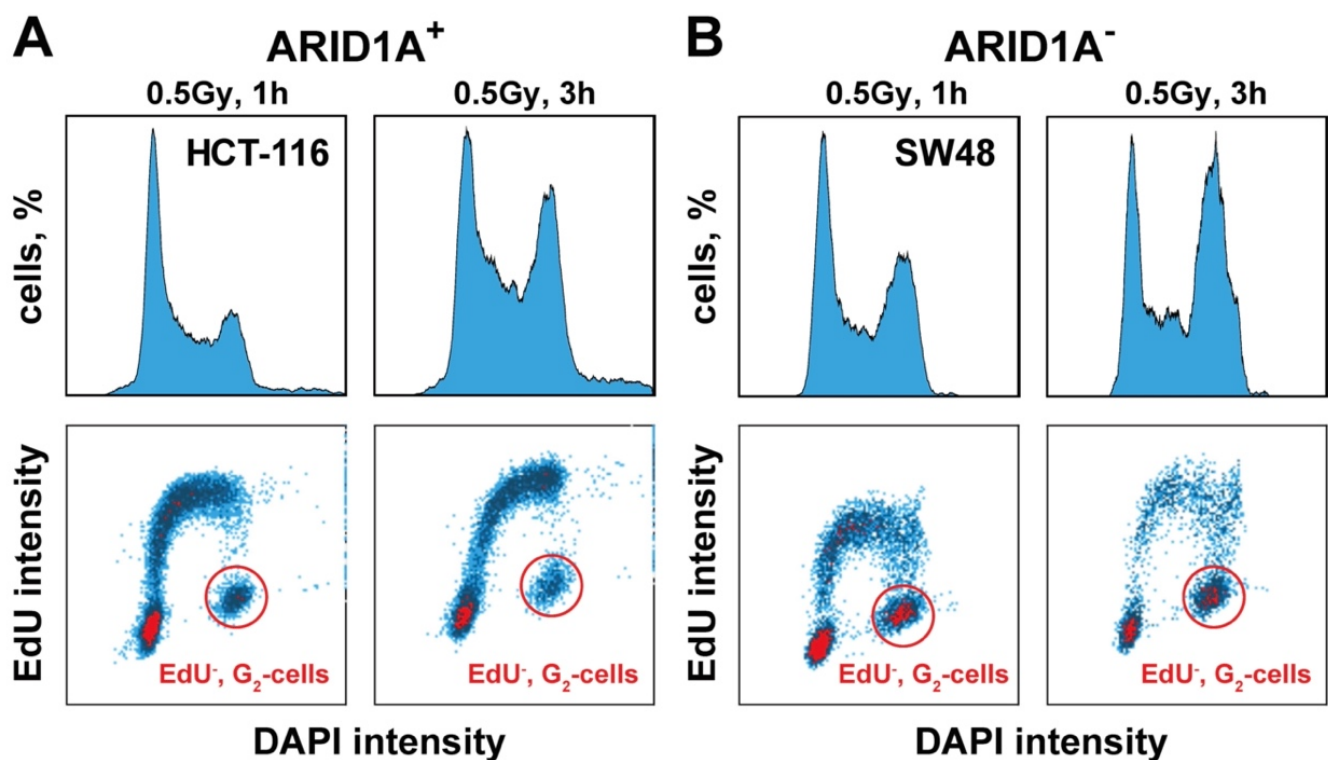 A
ARID1A⁺
0.5Gy, 1h
0.5Gy, 3h
HCT-116
cells, %
EdU intensity
EdU⁻, G₂-cells
EdU⁻, G₂-cells
DAPI intensity
B
ARID1A⁻
0.5Gy, 1h
0.5Gy, 3h
SW48
cells, %
EdU intensity
EdU⁻, G₂-cells
EdU⁻, G₂-cells
DAPI intensity